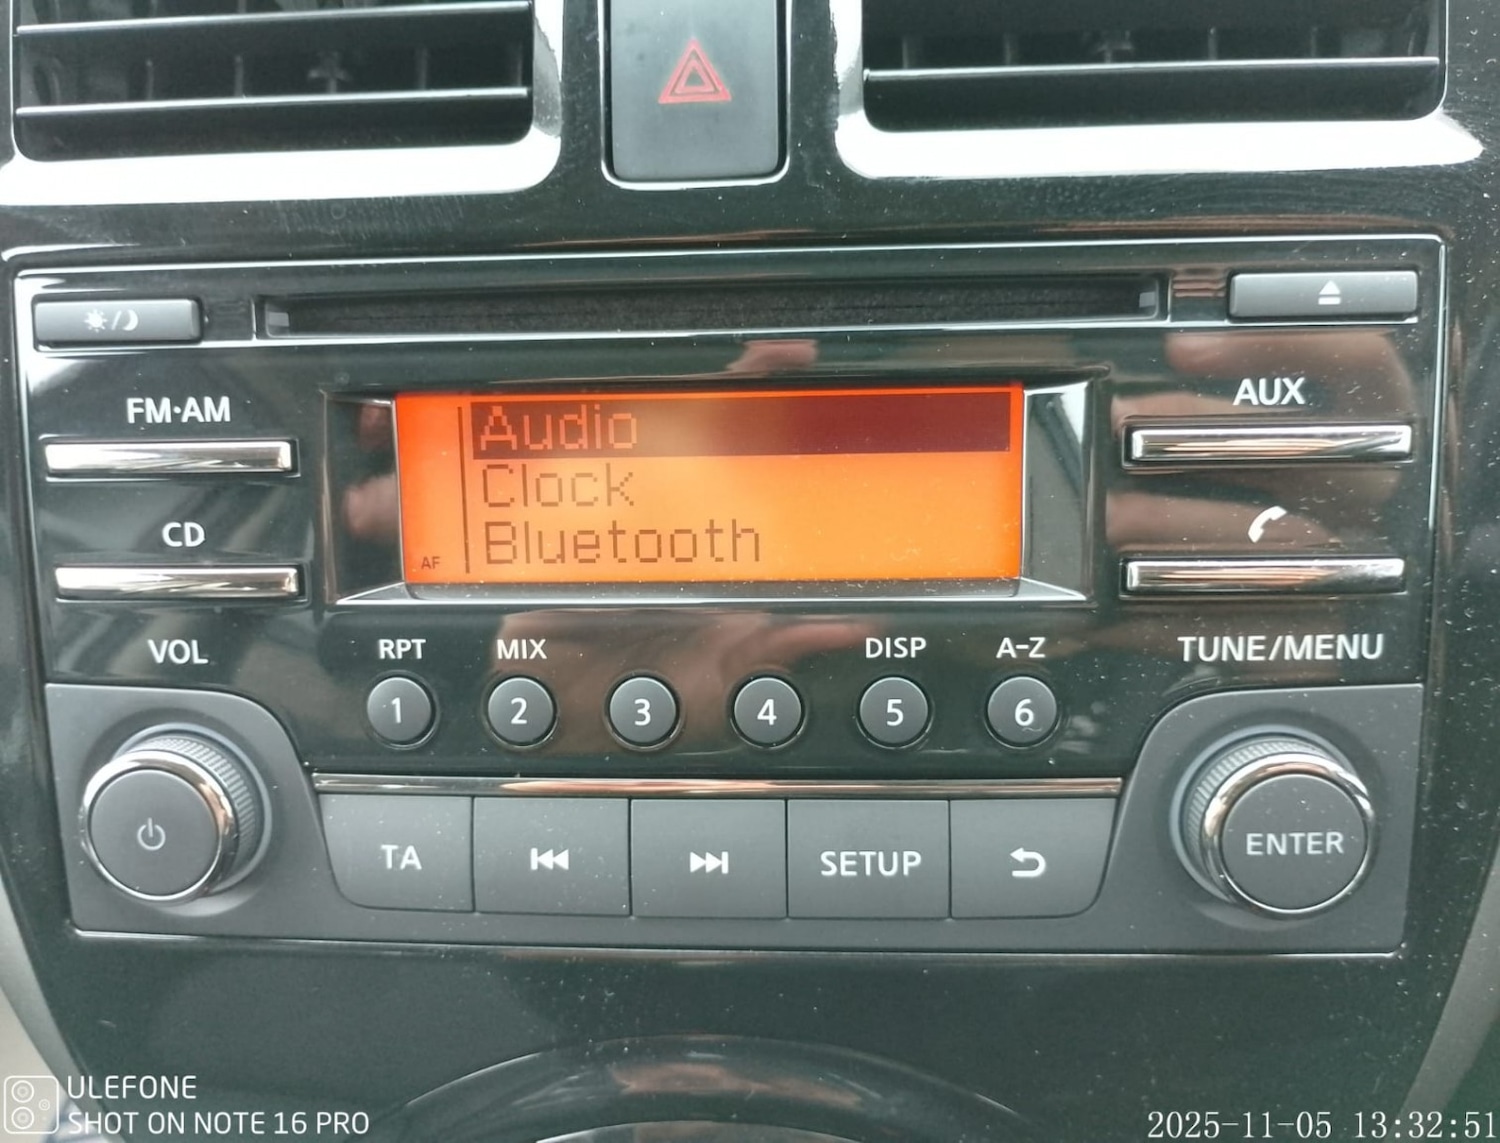 FM·AM
AUX
Audio
Clock
Bluetooth
AF
CD
VOL
RPT
MIX
DISP
A-Z
TUNE/MENU
1
2
3
4
5
6
TA
SETUP
ENTER
ULEFONE
SHOT ON NOTE 16 PRO
2025-11-05 13:32:51